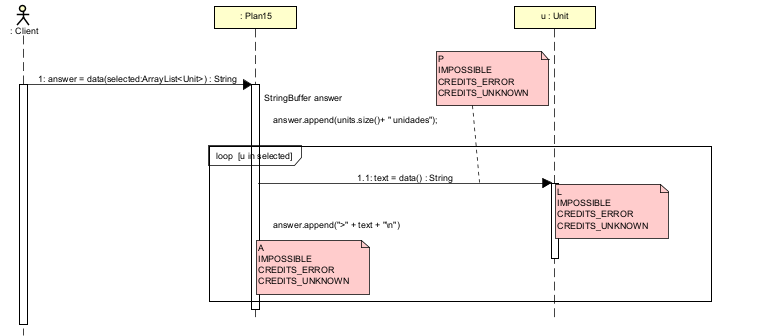 : Client
: Plan15
u : Unit
1: answer = data(selected:ArrayList<Unit>) : String
StringBuffer answer
answer.append(units.size()+ " unidades");
P
IMPOSSIBLE
CREDITS_ERROR
CREDITS_UNKNOWN
loop [u in selected]
1.1: text = data() : String
L
IMPOSSIBLE
CREDITS_ERROR
CREDITS_UNKNOWN
answer.append(">" + text + "\n")
A
IMPOSSIBLE
CREDITS_ERROR
CREDITS_UNKNOWN